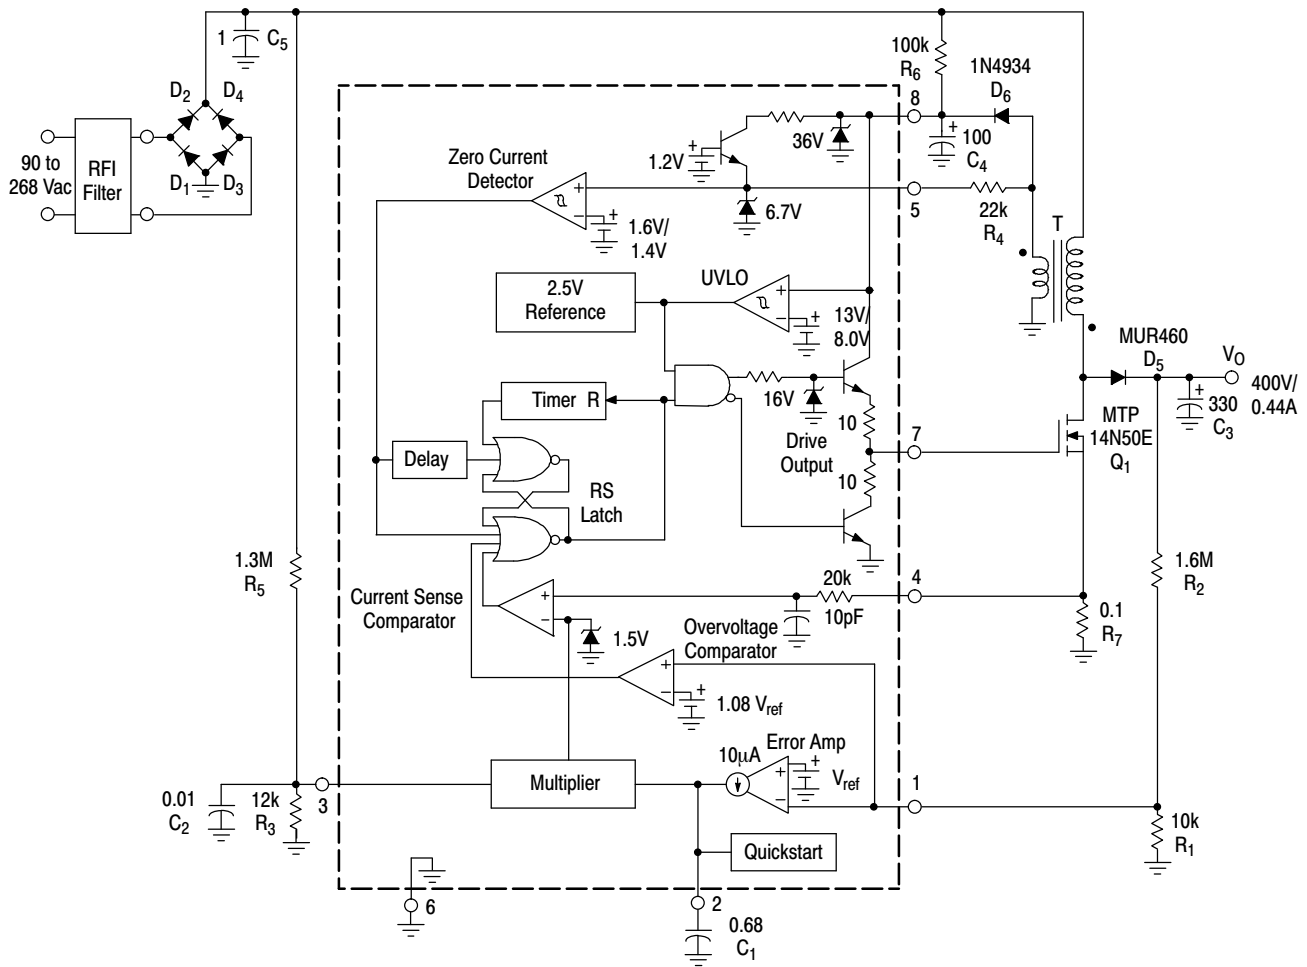 1
C5
D2
D4
D1
D3
90 to
268 Vac
RFI
Filter
100k
R6
1N4934
D6
8
100
C4
36V
1.2V
6.7V
5
22k
R4
T
Zero Current
Detector
1.6V/
1.4V
2.5V
Reference
UVLO
13V/
8.0V
16V
Timer R
Delay
RS
Latch
10
10
Drive
Output
7
MUR460
D5
VO
400V/
0.44A
330
C3
MTP
14N50E
Q1
1.3M
R5
Current Sense
Comparator
1.5V
20k
10pF
4
0.1
R7
1.6M
R2
Overvoltage
Comparator
1.08 Vref
Error Amp
10μA
Vref
1
Multiplier
Quickstart
3
0.01
C2
12k
R3
6
2
0.68
C1
10k
R1